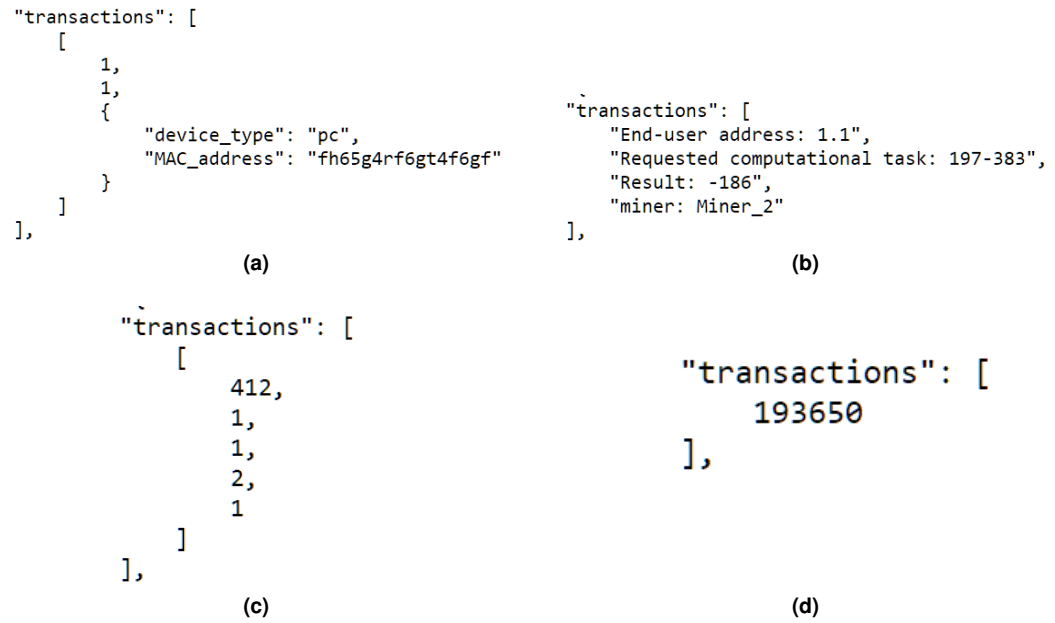 "transactions": [
[
1,
1,
{
"device_type": "pc",
"MAC_address": "fh65g4rf6gt4f6gf"
}
]
],
(a)
"transactions": [
"End-user address: 1.1",
"Requested computational task: 197-383",
"Result: -186",
"miner: Miner_2"
],
(b)
"transactions": [
[
412,
1,
1,
2,
1
]
],
(c)
"transactions": [
193650
],
(d)